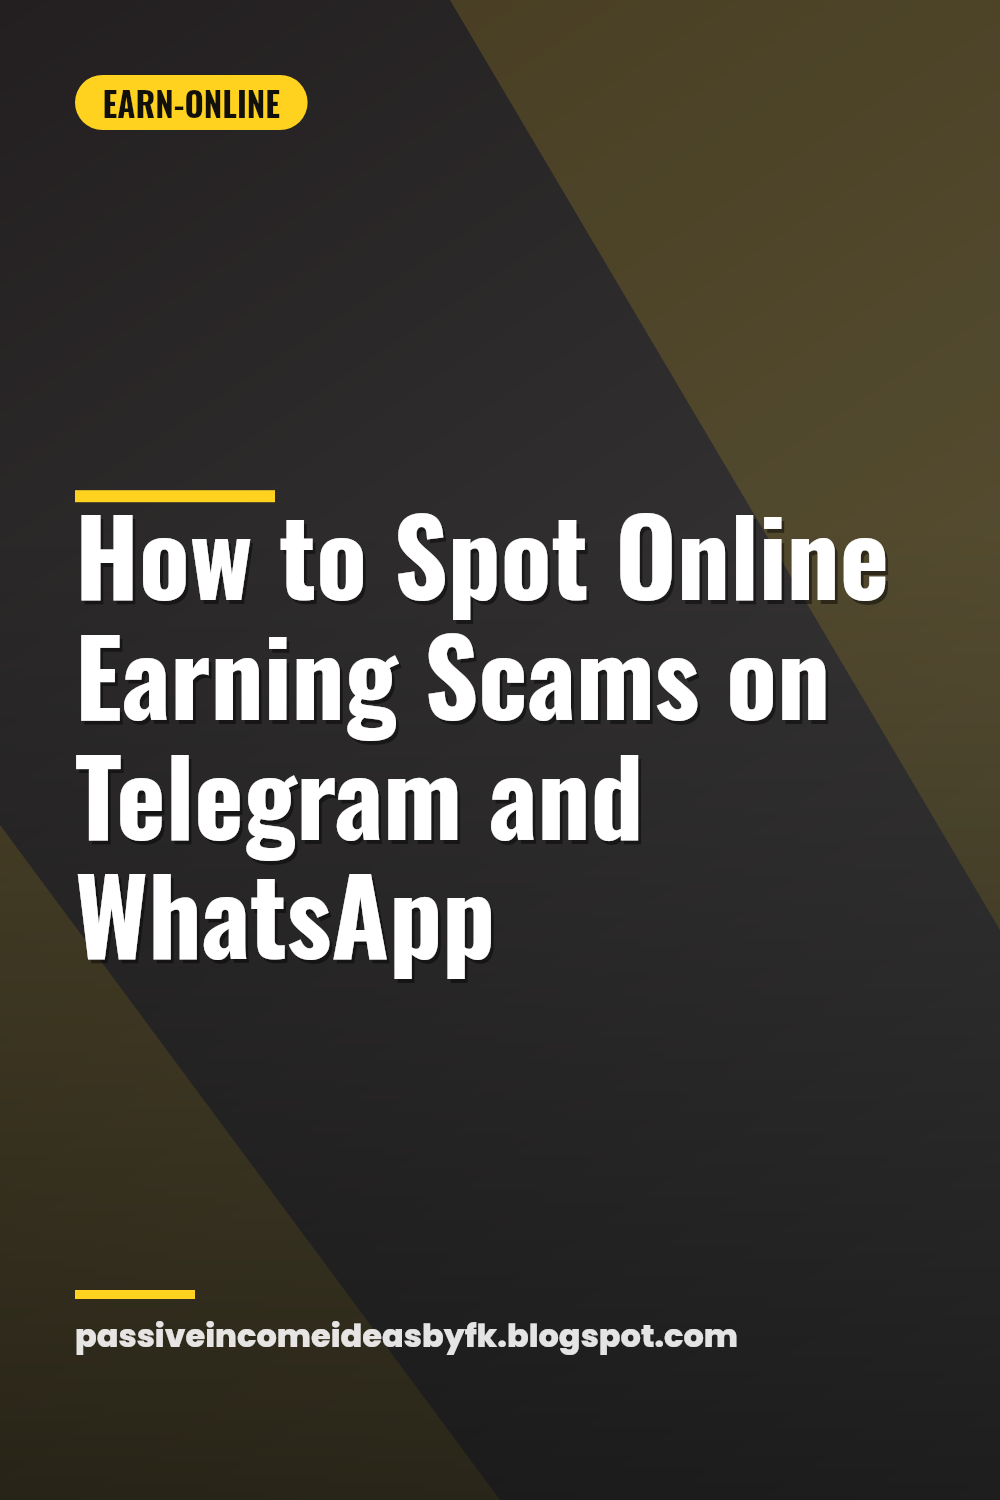 EARN-ONLINE
How to Spot Online
Earning Scams on
Telegram and
WhatsApp
passiveincomeideasbyfk.blogspot.com